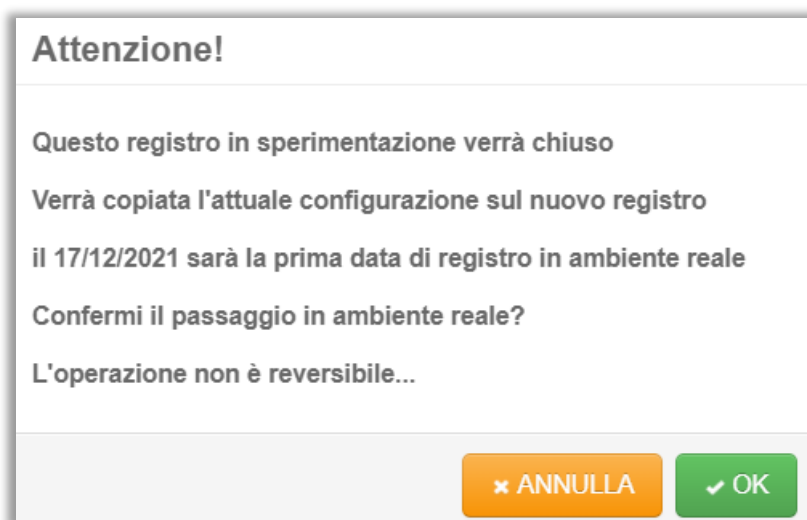 Attenzione!
Questo registro in sperimentazione verrà chiuso
Verrà copiata l'attuale configurazione sul nuovo registro
il 17/12/2021 sarà la prima data di registro in ambiente reale
Confermi il passaggio in ambiente reale?
L'operazione non è reversibile...
ANNULLA OK